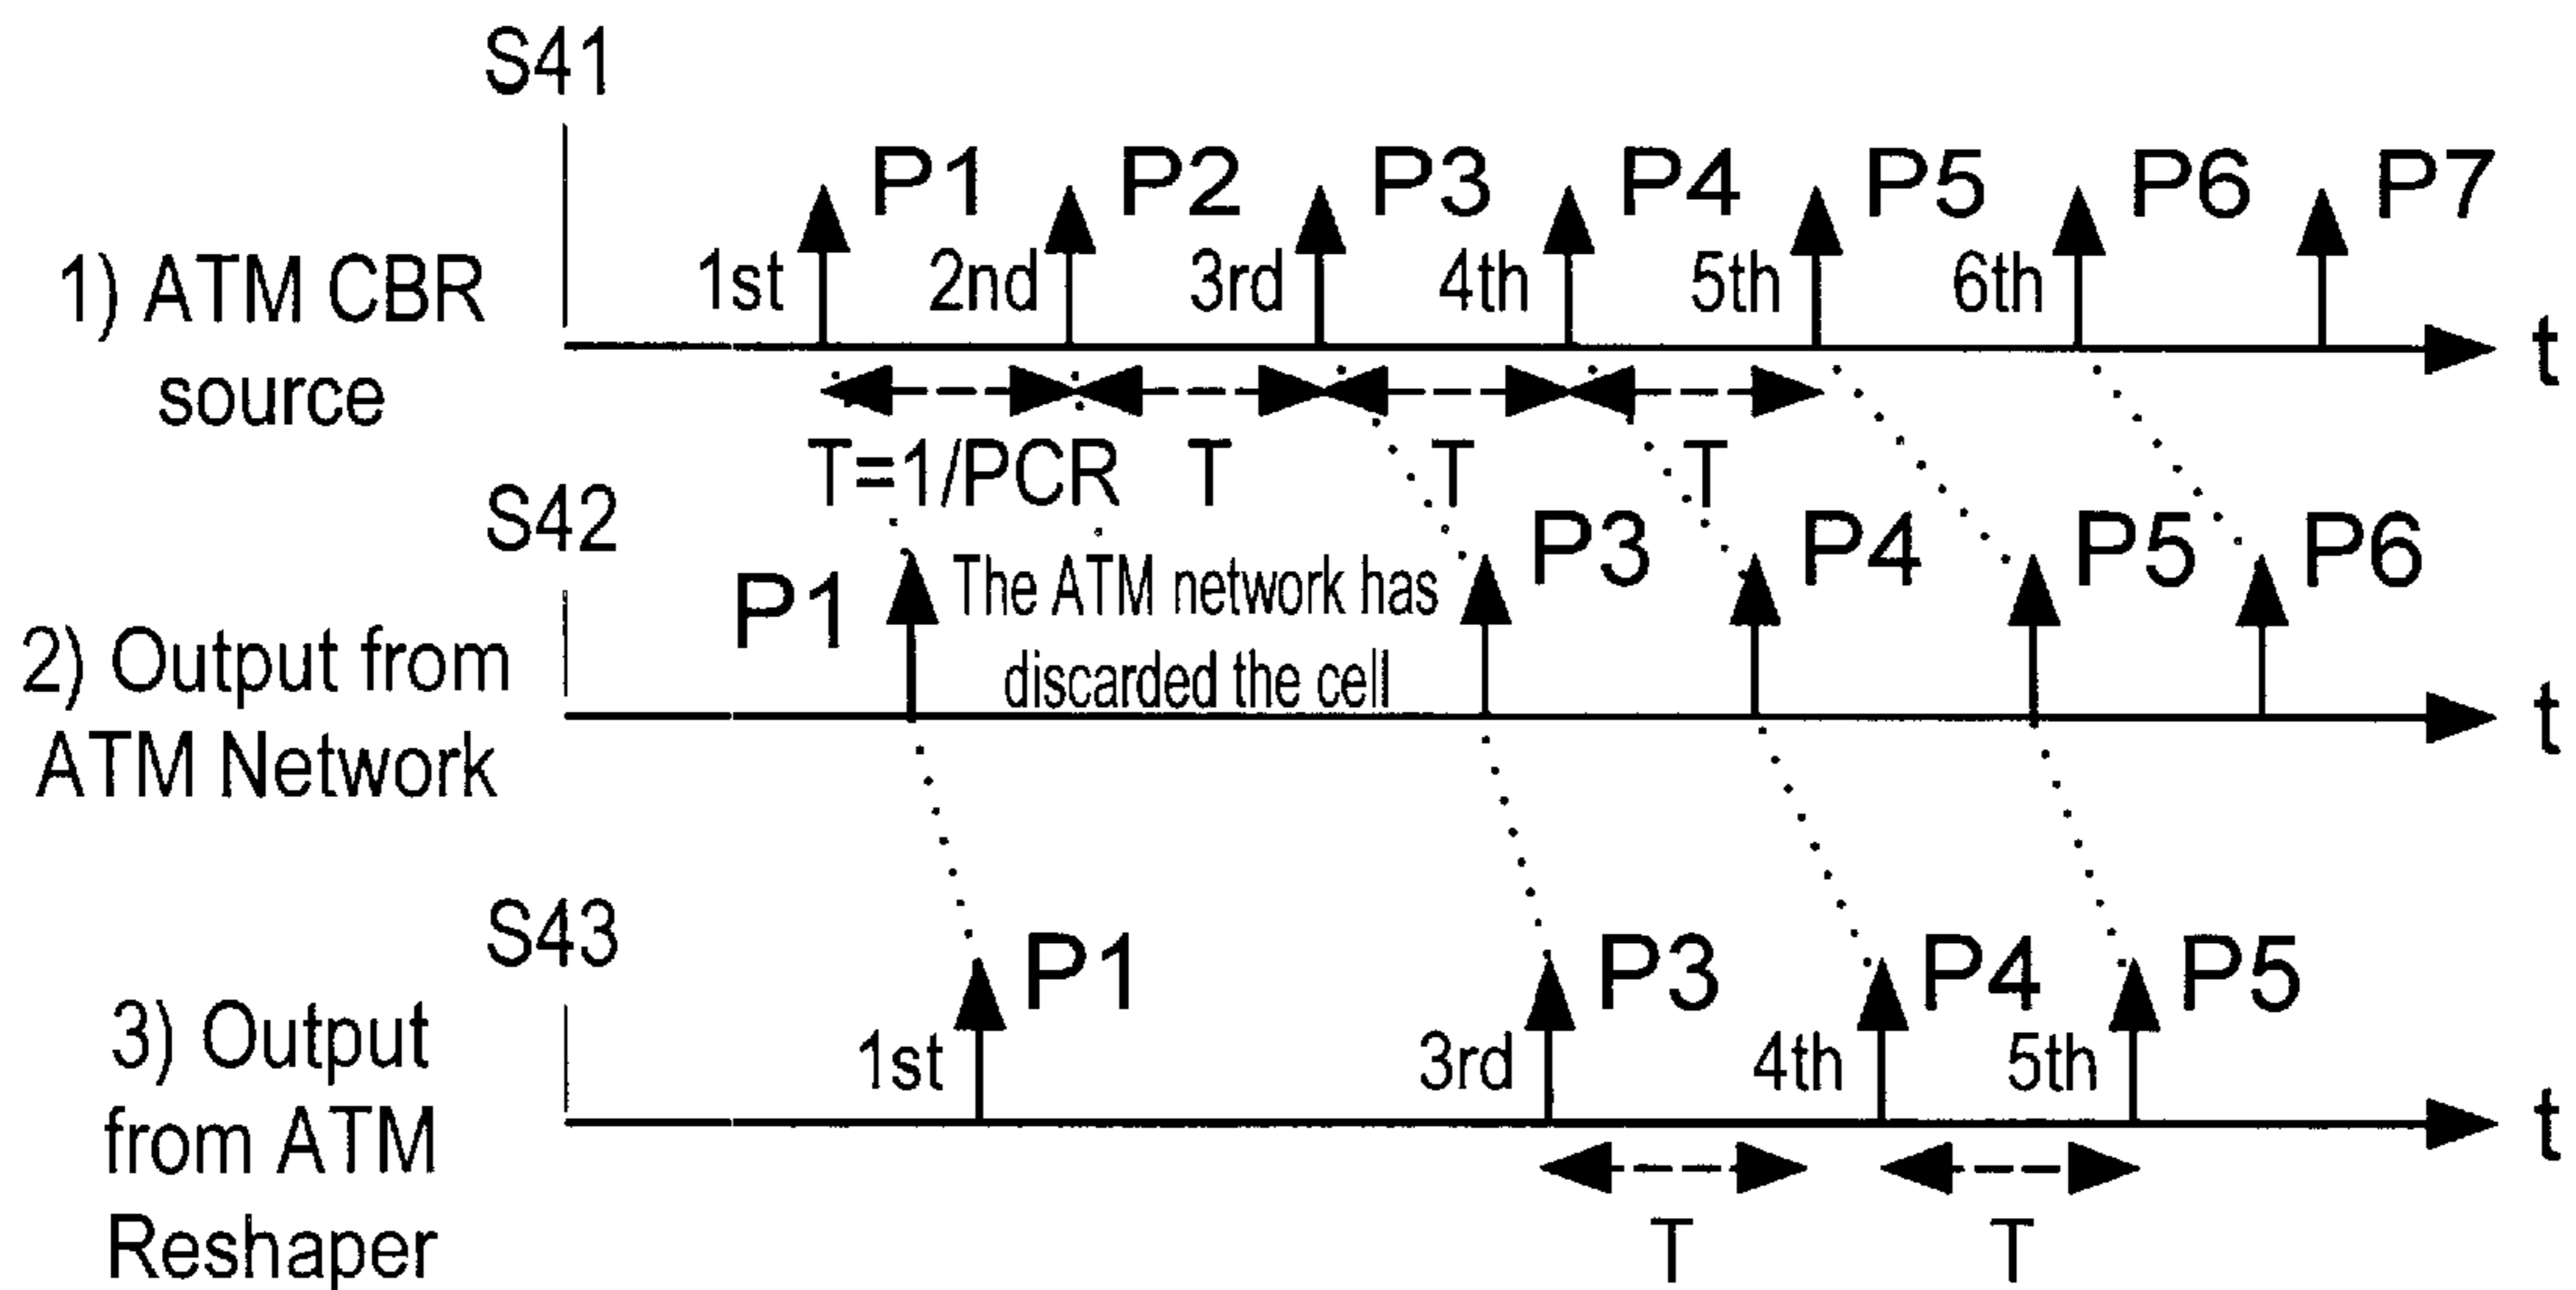 S41
P1 P2 P3 P4 P5 P6 P7
1st 2nd 3rd 4th 5th 6th
1) ATM CBR
source
t
T=1/PCR T T T
S42
P1 P3 P4 P5 P6
The ATM network has
discarded the cell
2) Output from
ATM Network
t
S43
P1 P3 P4 P5
1st 3rd 4th 5th
3) Output
from ATM
Reshaper
t
T T